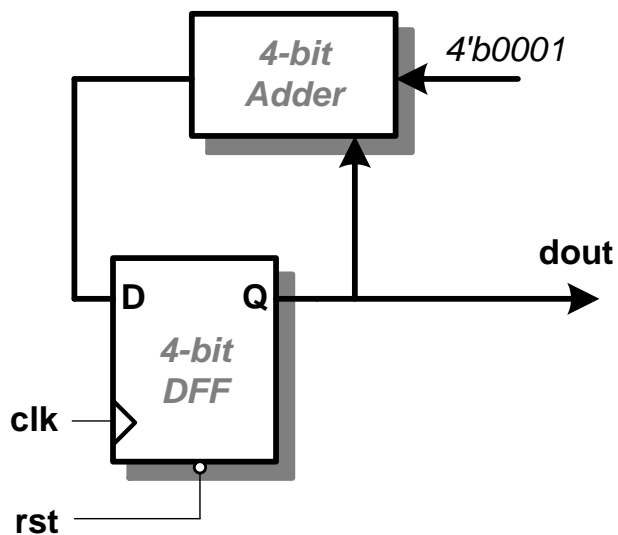 4-bit
Adder
4'b0001
dout
D
Q
4-bit
DFF
clk
rst